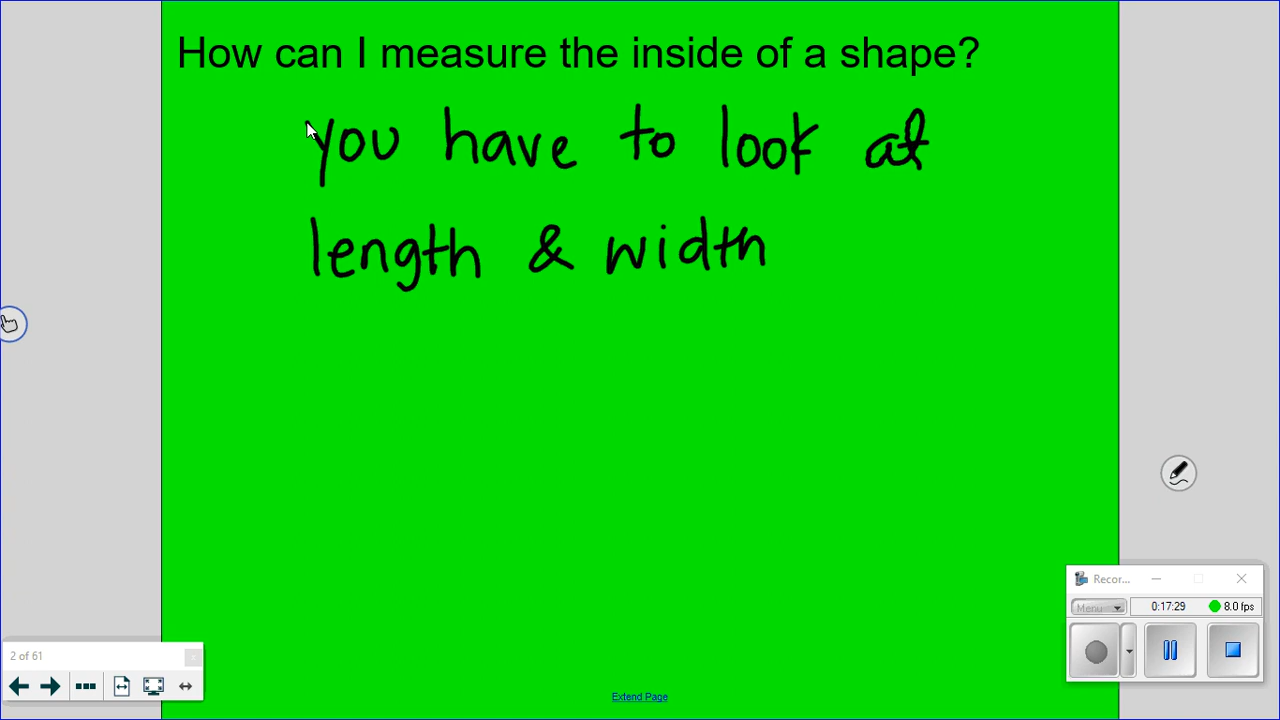 How can I measure the inside of a shape?
you have to look at
length & width
Recor...
Menu
0:17:29
8.0 fps
2 of 61
Extend Page